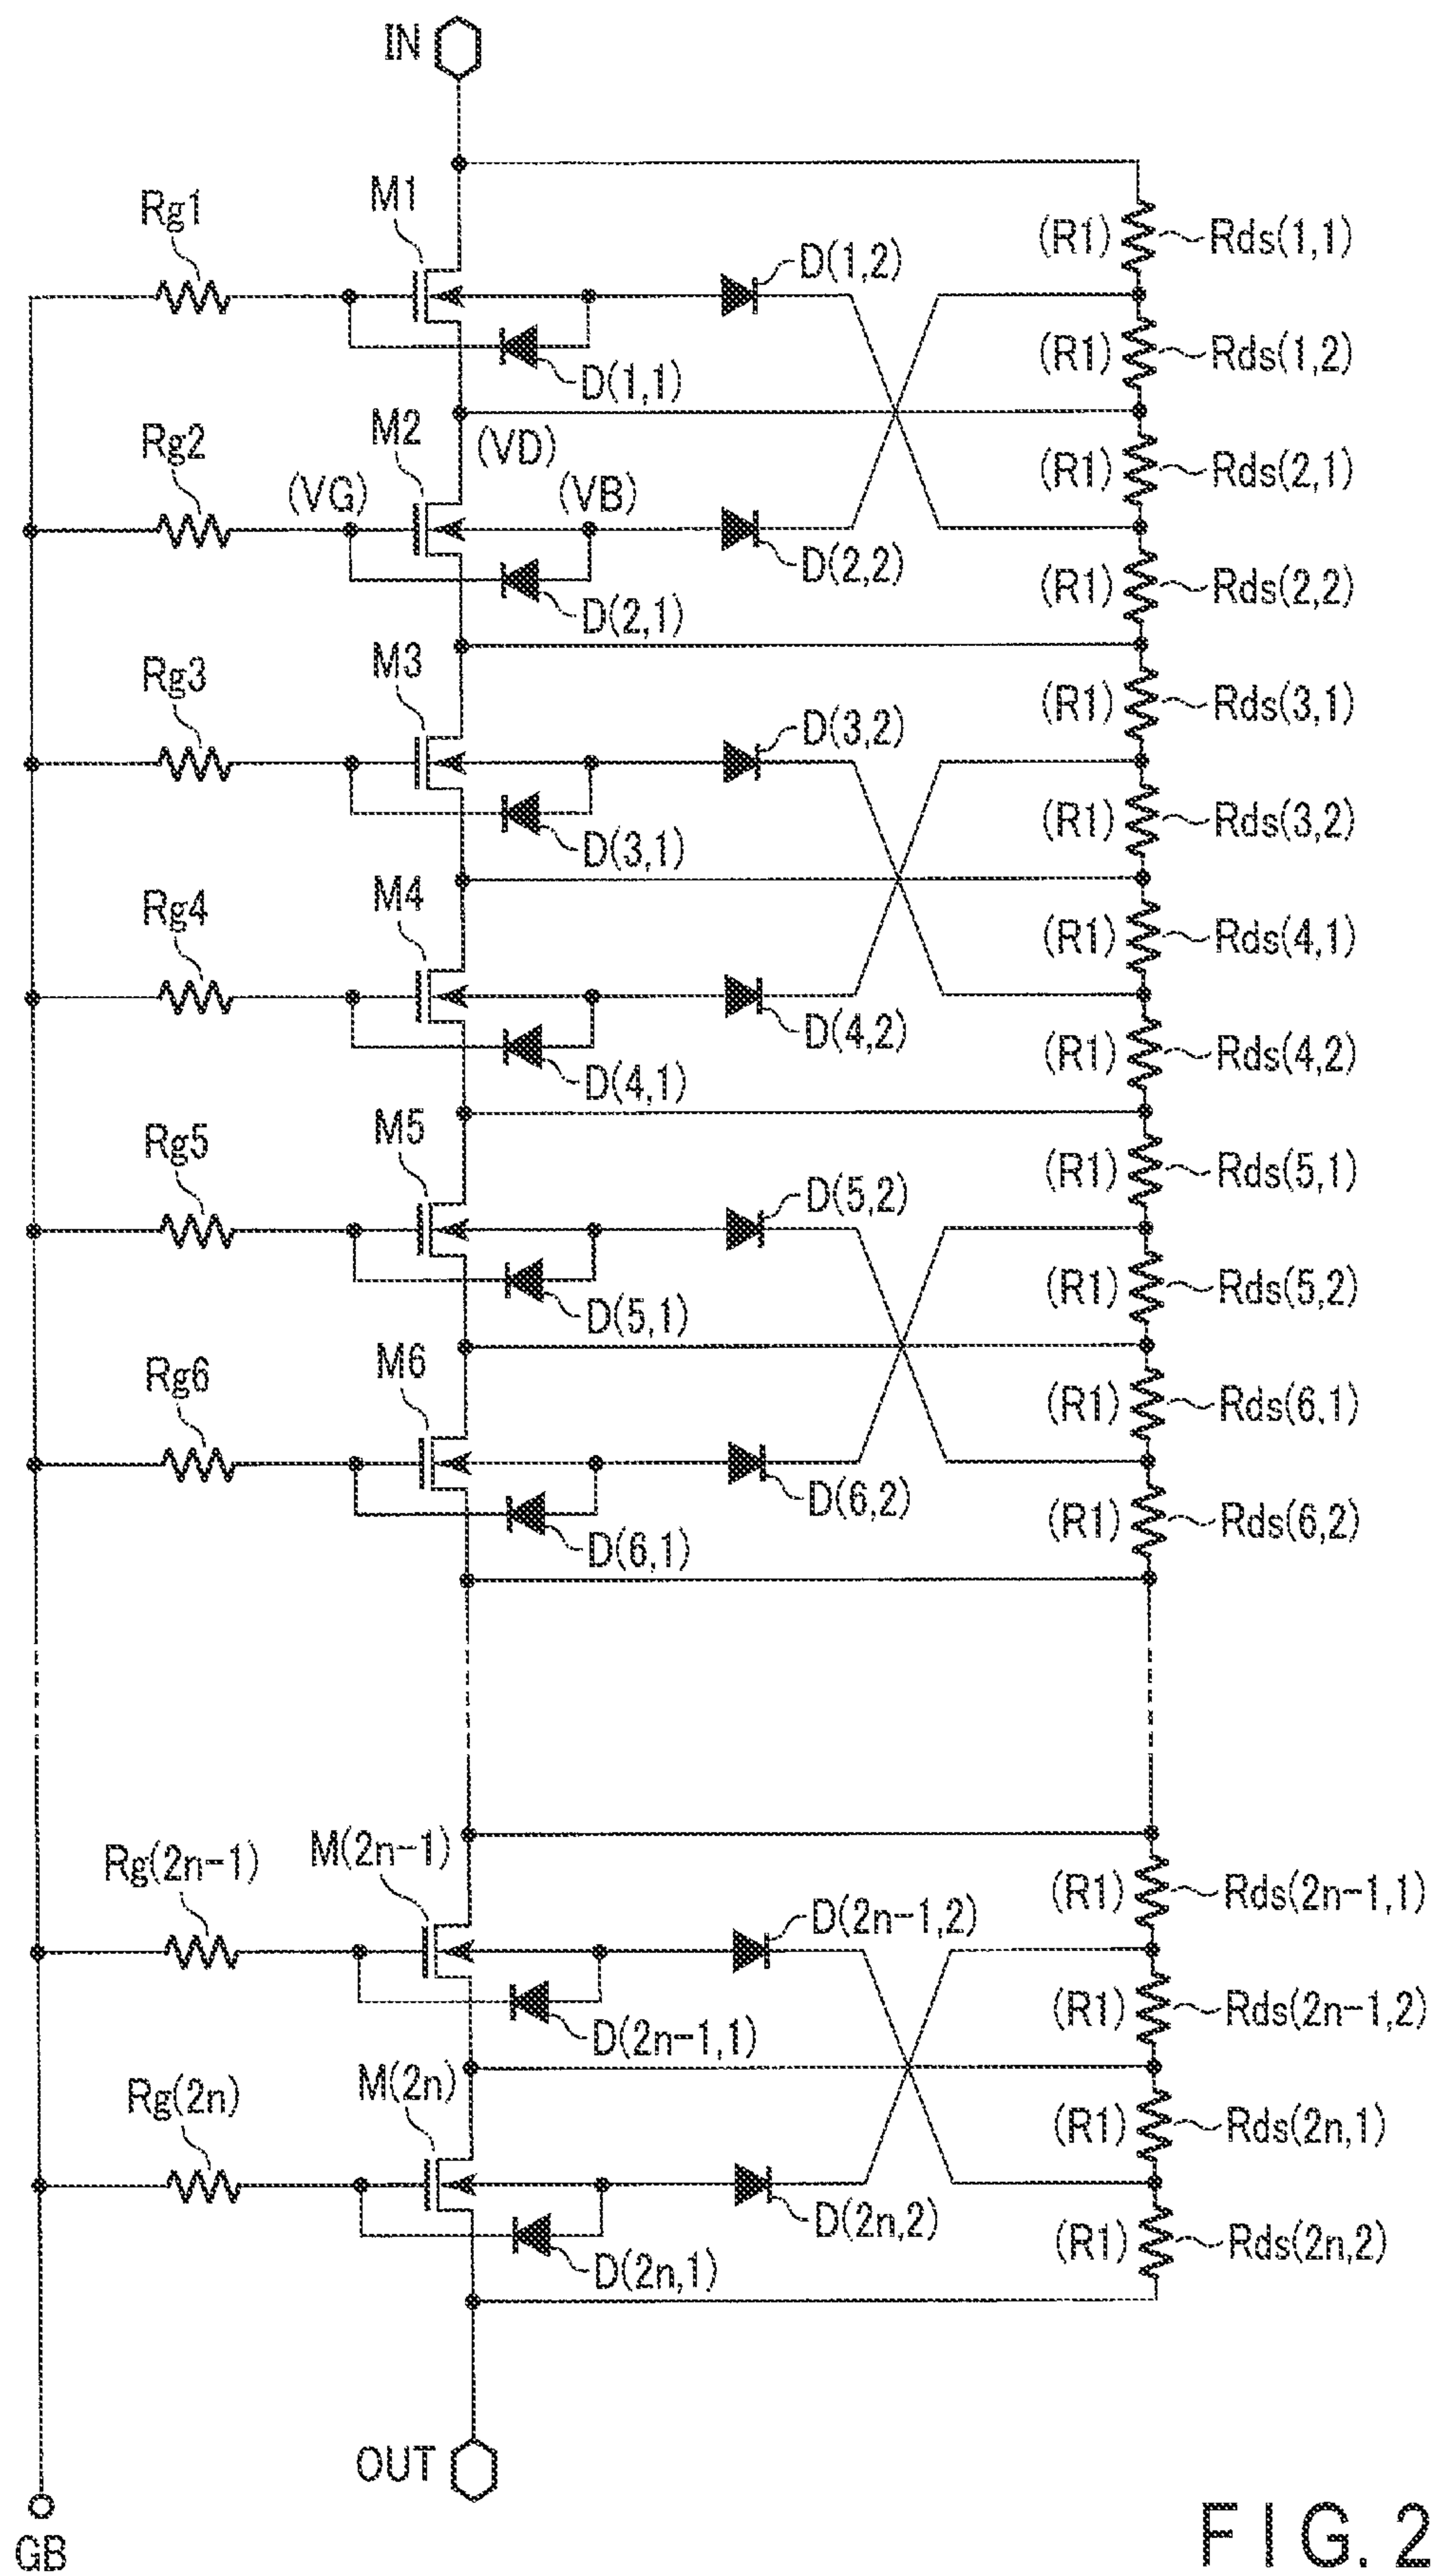 IN
M1
Rg1
(R1) Rds(1,1)
D(1,2)
(R1) Rds(1,2)
D(1,1)
M2
(VD)
Rg2
(R1) Rds(2,1)
(VG) (VB)
D(2,2)
(R1) Rds(2,2)
D(2,1)
M3
Rg3
(R1) Rds(3,1)
D(3,2)
(R1) Rds(3,2)
D(3,1)
M4
Rg4
(R1) Rds(4,1)
D(4,2)
(R1) Rds(4,2)
D(4,1)
M5
Rg5
(R1) Rds(5,1)
D(5,2)
(R1) Rds(5,2)
D(5,1)
M6
Rg6
(R1) Rds(6,1)
D(6,2)
(R1) Rds(6,2)
D(6,1)
M(2n-1)
Rg(2n-1)
(R1) Rds(2n-1,1)
D(2n-1,2)
(R1) Rds(2n-1,2)
D(2n-1,1)
M(2n)
Rg(2n)
(R1) Rds(2n,1)
D(2n,2)
(R1) Rds(2n,2)
D(2n,1)
OUT
GB
FIG. 2